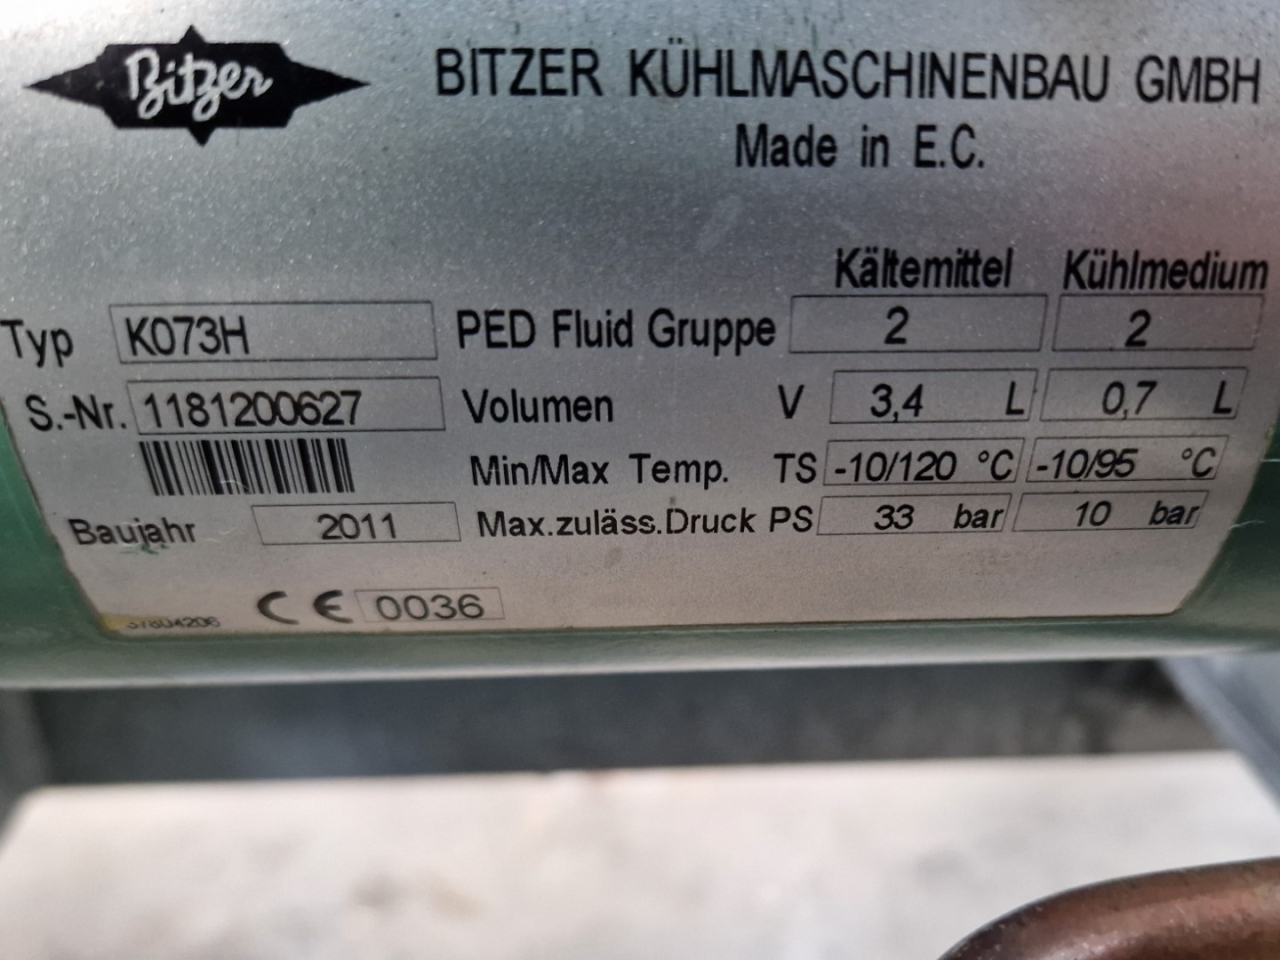 Bitzer
BITZER KÜHLMASCHINENBAU GMBH
Made in E.C.
Kältemittel Kühlmedium
Typ K073H PED Fluid Gruppe 2 2
S.-Nr. 1181200627 Volumen V 3,4 L 0,7 L
Min/Max Temp. TS -10/120 °C -10/95 °C
Baujahr 2011 Max.zuläss.Druck PS 33 bar 10 bar
CE 0036